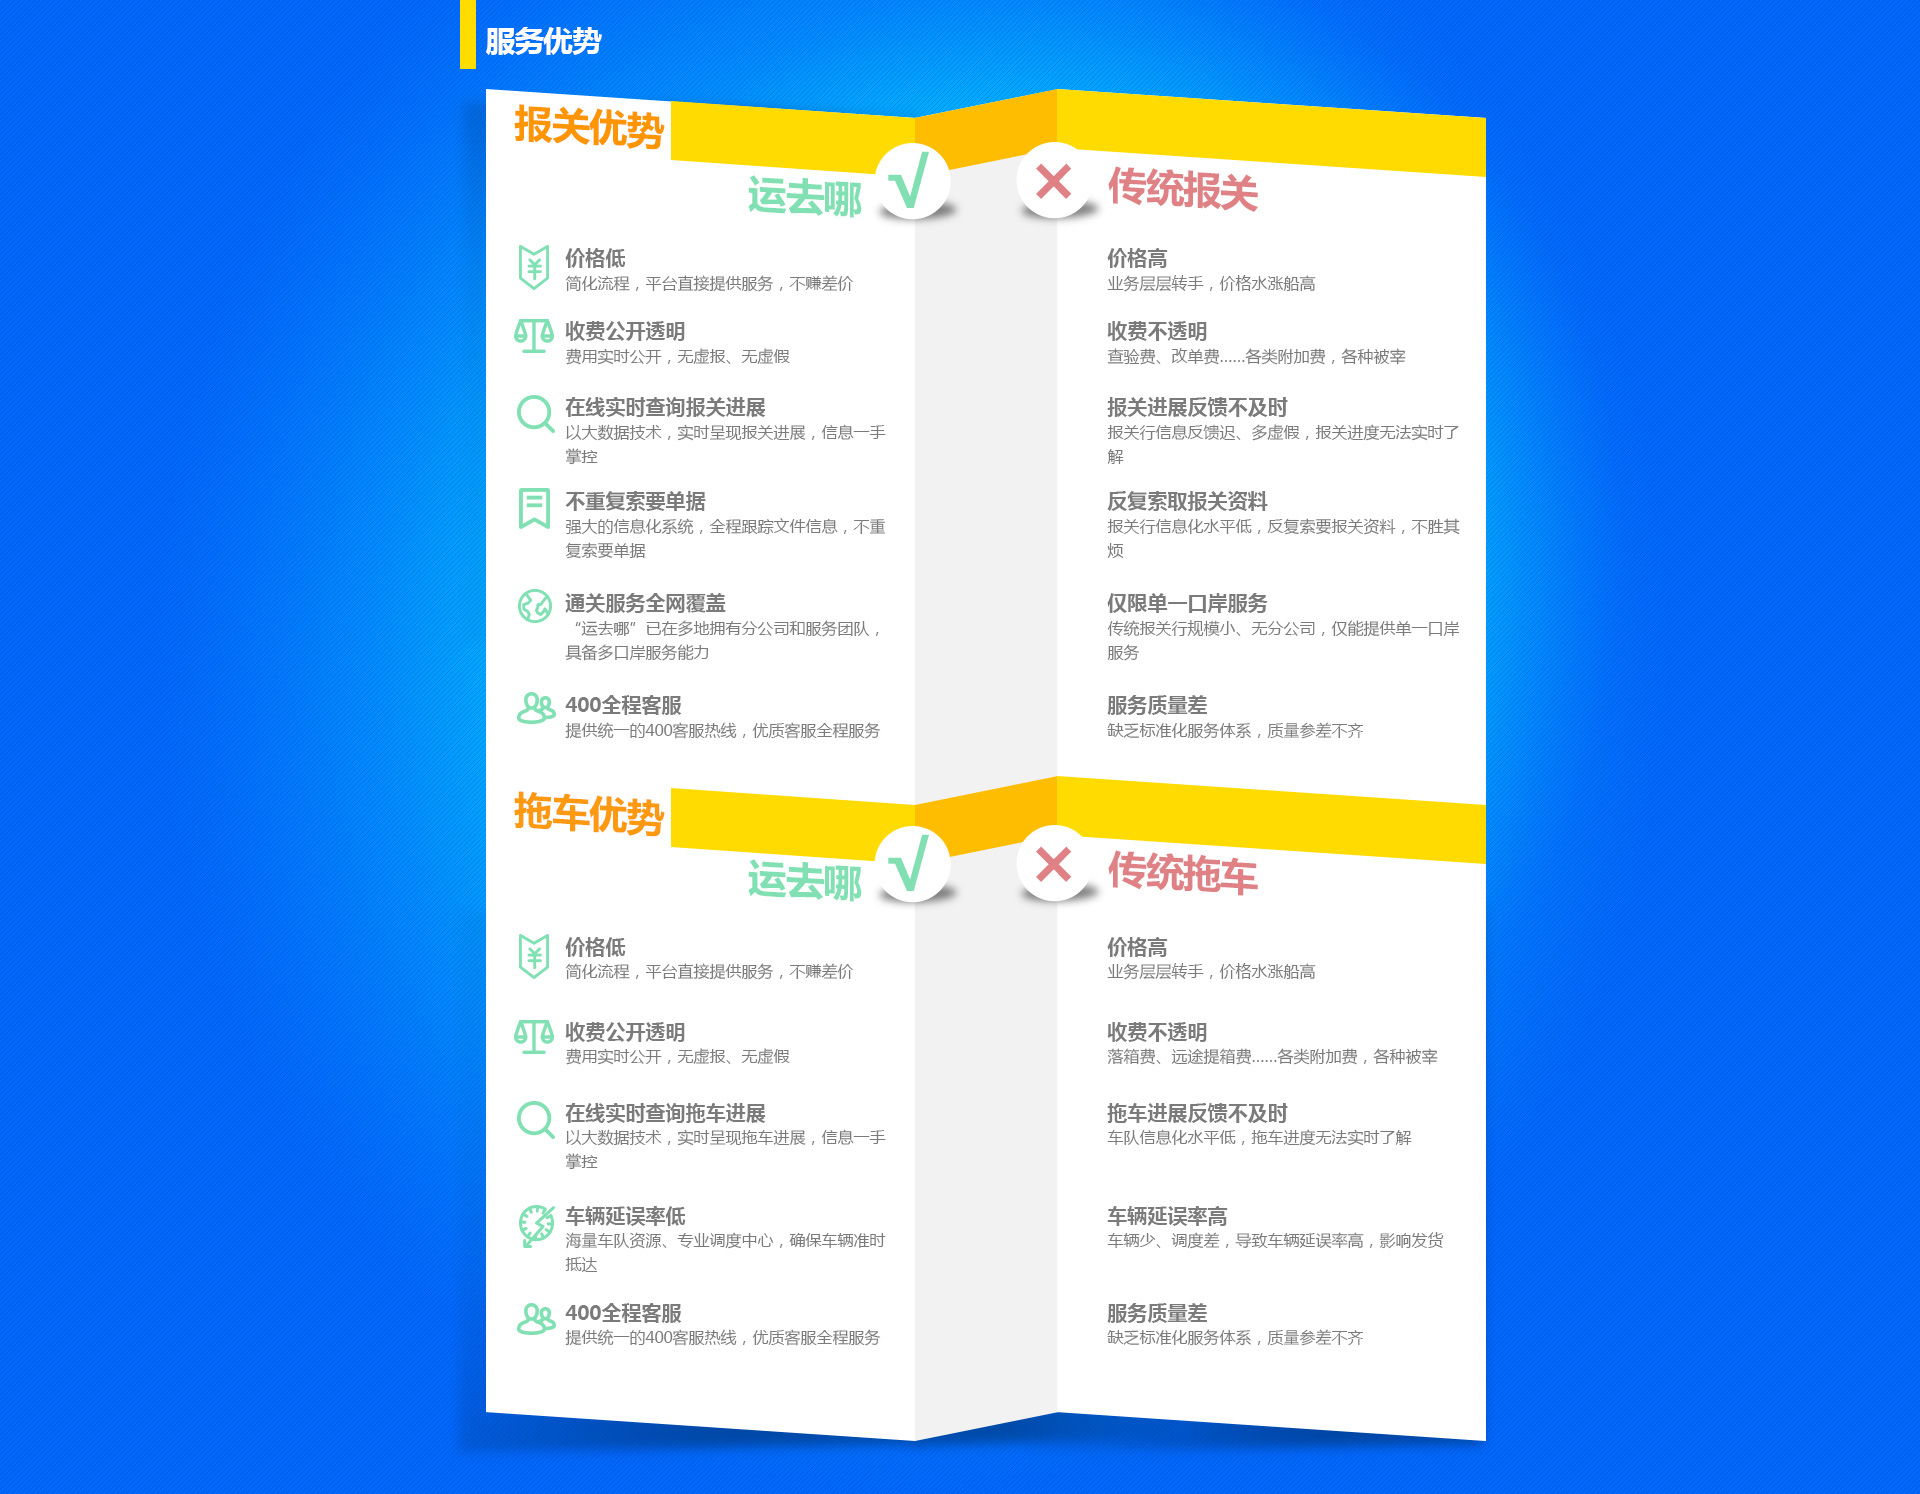 服务优势
报关优势
运去哪
√
×
传统报关
价格低
简化流程，平台直接提供服务，不赚差价
价格高
业务层层转手，价格水涨船高
收费公开透明
费用实时公开，无虚报、无虚假
收费不透明
查验费、改单费......各类附加费，各种被宰
在线实时查询报关进展
以大数据技术，实时呈现报关进展，信息一手
掌控
报关进展反馈不及时
报关行信息反馈迟、多虚假，报关进度无法实时了
解
不重复索要单据
强大的信息化系统，全程跟踪文件信息，不重
复索要单据
反复索取报关资料
报关行信息化水平低，反复索要报关资料，不胜其
烦
通关服务全网覆盖
“运去哪”已在多地拥有分公司和服务团队，
具备多口岸服务能力
仅限单一口岸服务
传统报关行规模小、无分公司，仅能提供单一口岸
服务
400全程客服
提供统一的400客服热线，优质客服全程服务
服务质量差
缺乏标准化服务体系，质量参差不齐
拖车优势
运去哪
√
×
传统拖车
价格低
简化流程，平台直接提供服务，不赚差价
价格高
业务层层转手，价格水涨船高
收费公开透明
费用实时公开，无虚报、无虚假
收费不透明
落箱费、远途提箱费......各类附加费，各种被宰
在线实时查询拖车进展
以大数据技术，实时呈现拖车进展，信息一手
掌控
拖车进展反馈不及时
车队信息化水平低，拖车进度无法实时了解
车辆延误率低
海量车队资源、专业调度中心，确保车辆准时
抵达
车辆延误率高
车辆少、调度差，导致车辆延误率高，影响发货
400全程客服
提供统一的400客服热线，优质客服全程服务
服务质量差
缺乏标准化服务体系，质量参差不齐